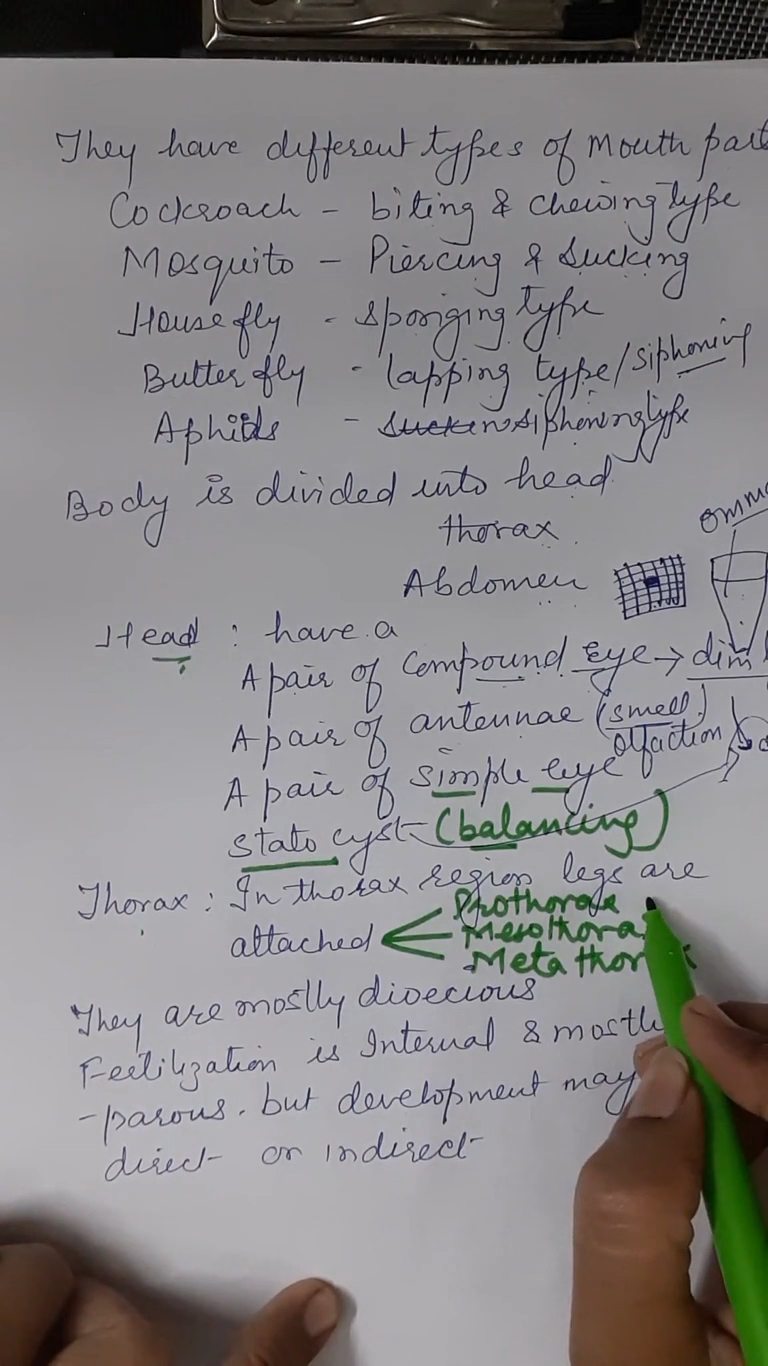 They have different types of mouth part
Cockroach - biting & chewing type
Mosquito - Piercing & Sucking
Housefly - Sponging type
Butterfly - lapping type/siphoning
Aphids - siphoning type
Body is divided into head
thorax
Abdomen
Omma
Head : have a
A pair of compound Eye → dim
A pair of antennae (smell)
olfaction
A pair of simple eye
stato cyst (balancing)
Thorax : In thorax region legs are
attached
Prothorax
Mesothora
Meta thor
They are mostly dioecious
Fertilization is Internal & mostl
-parous. but development may
direct or indirect